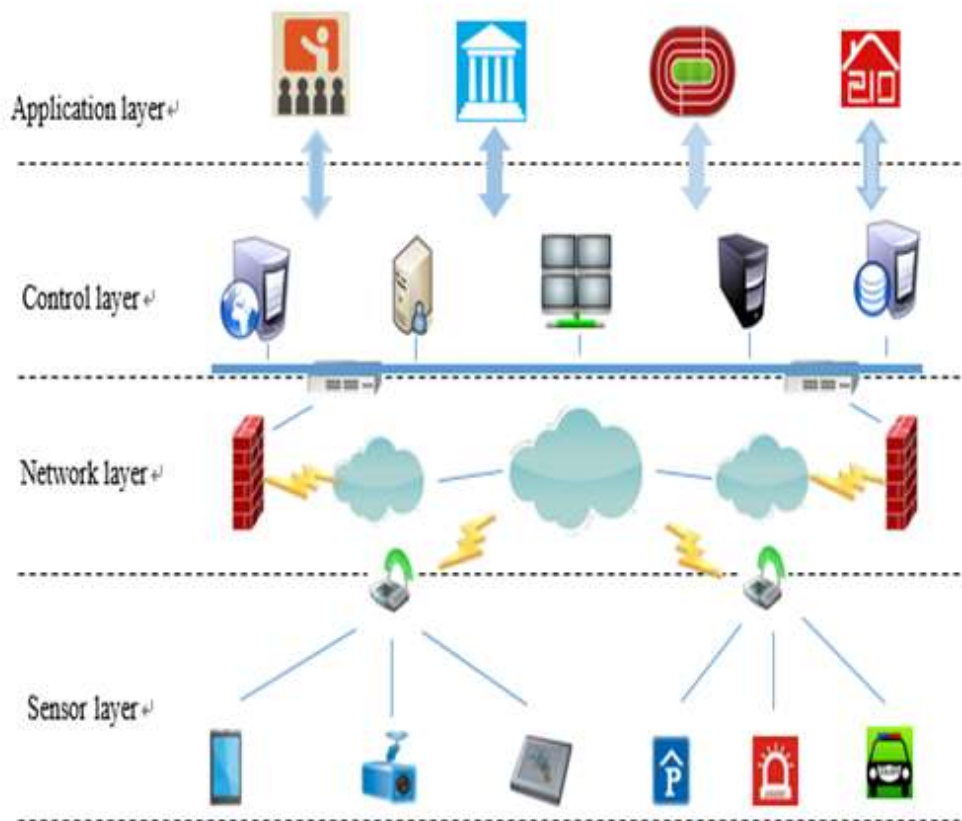 Application layer↵
Control layer↵
Network layer↵
Sensor layer↵
P